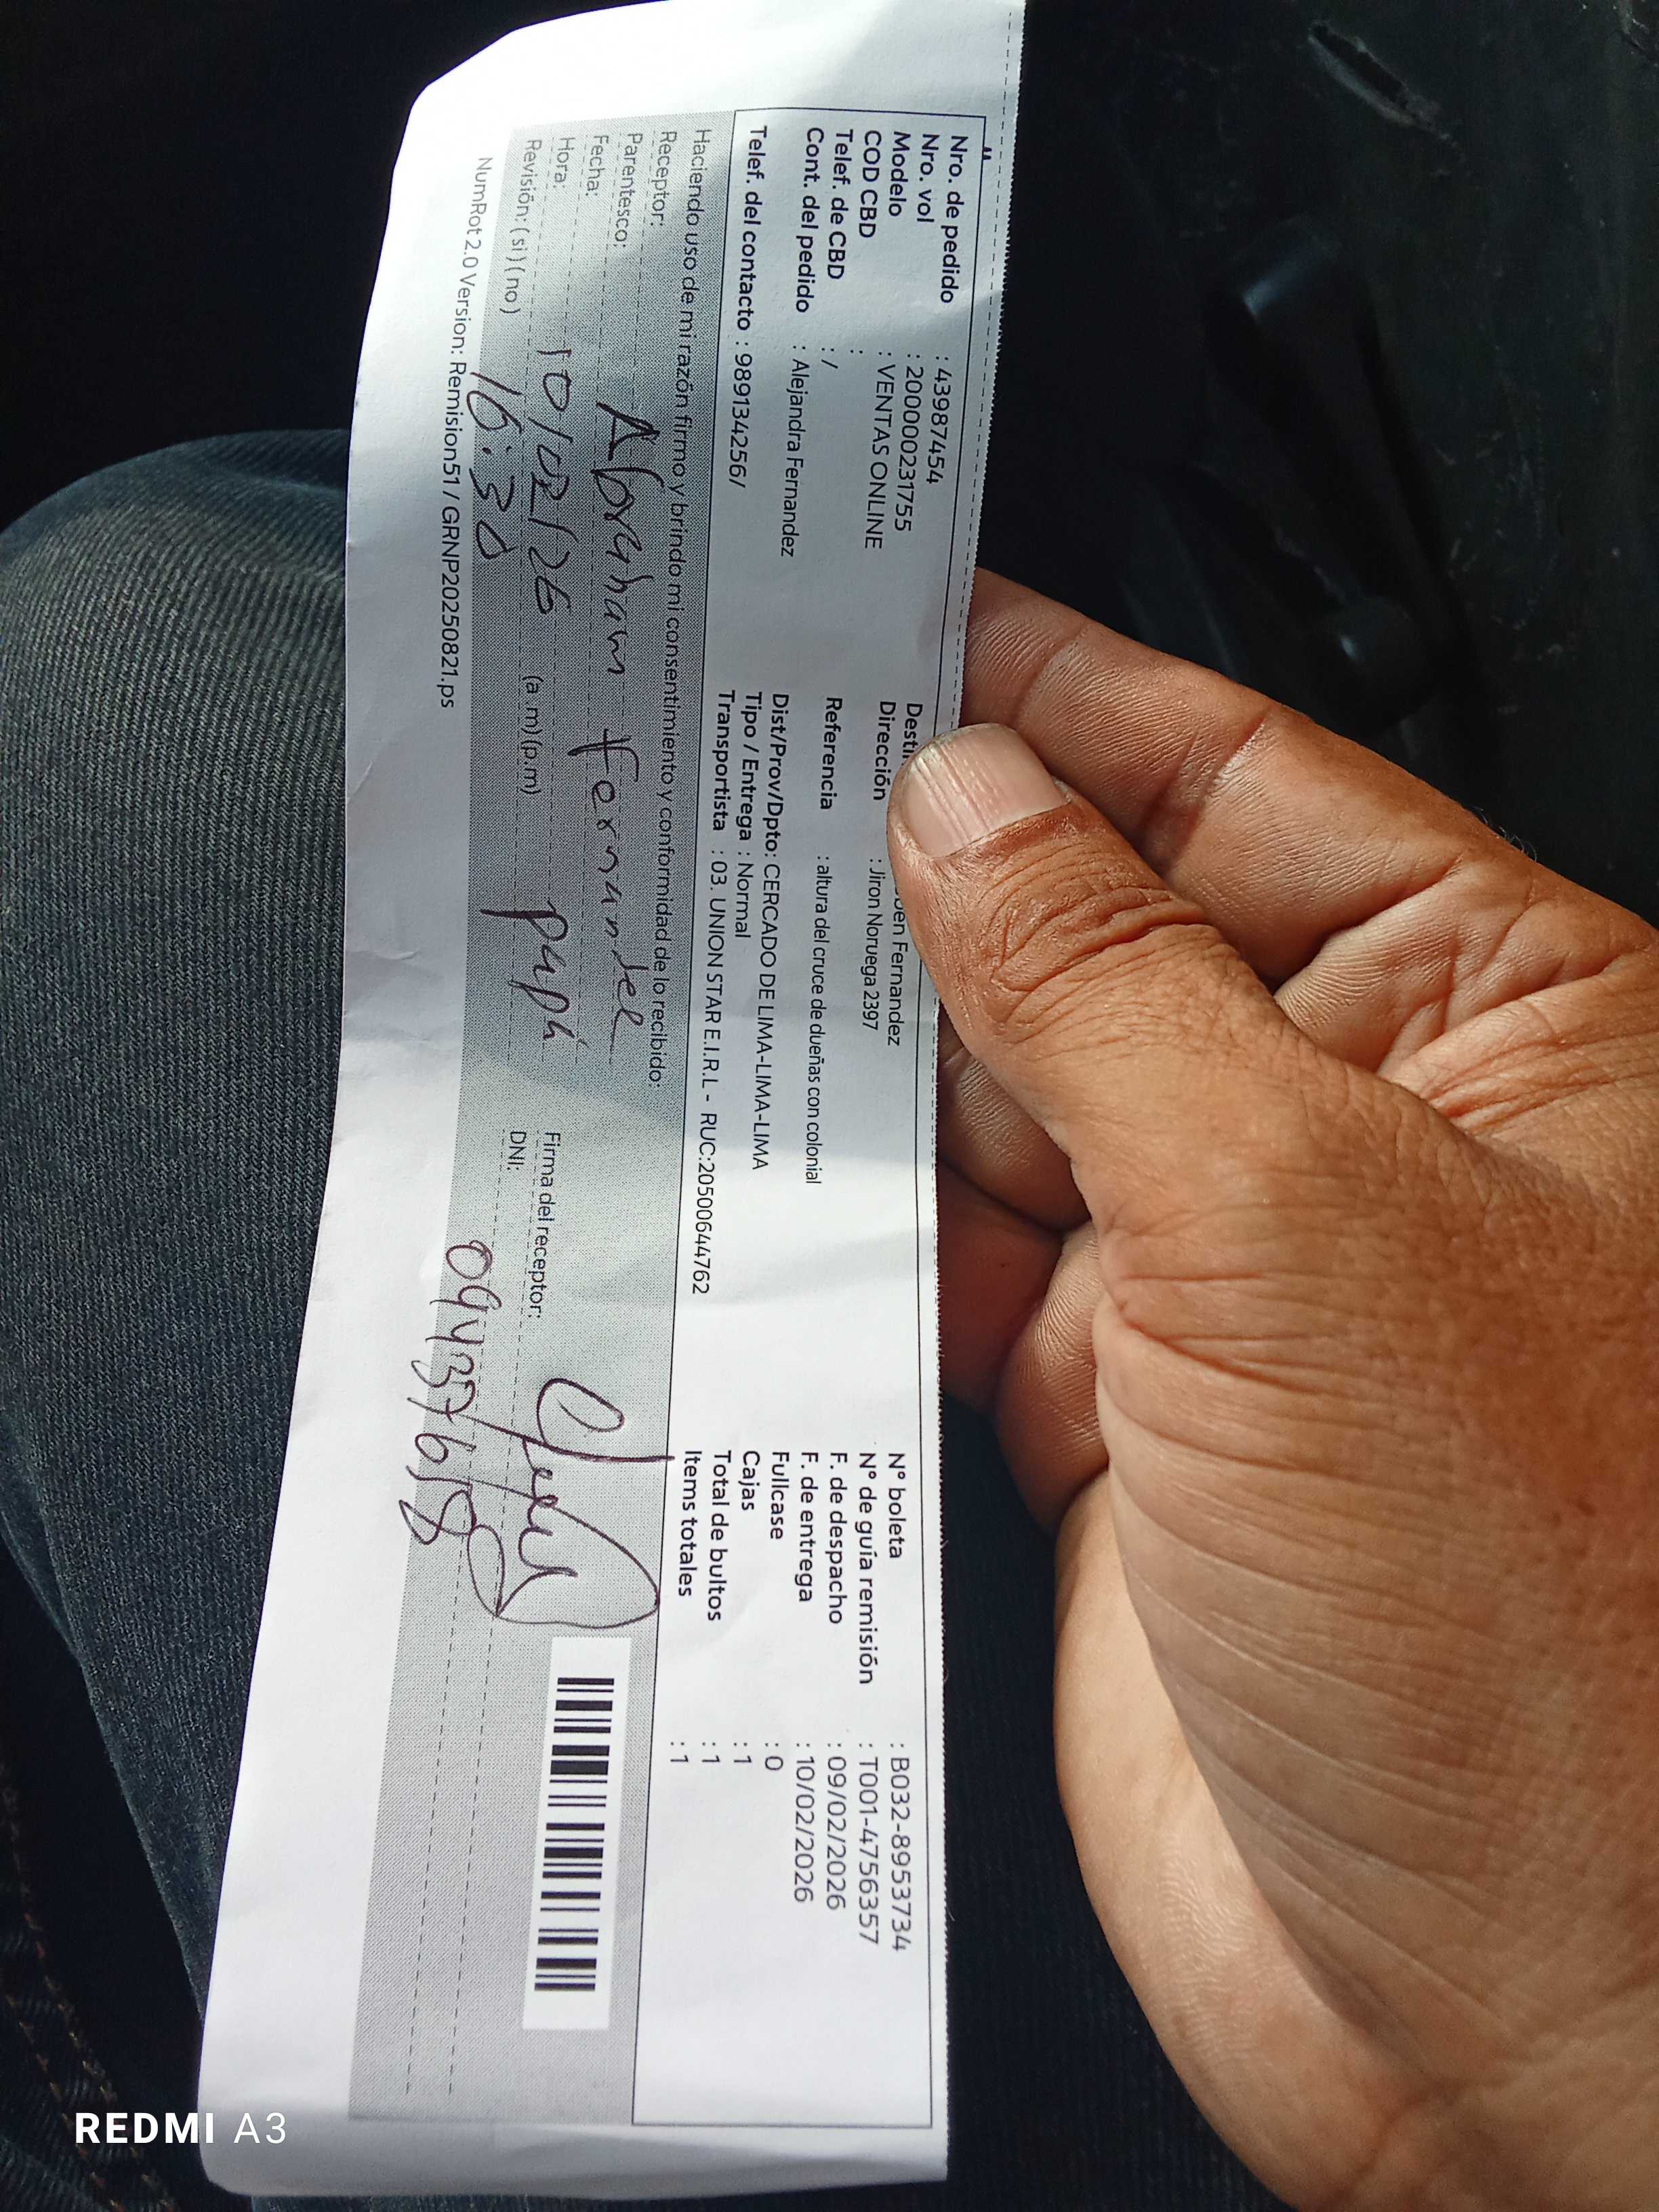 Nro. de pedido : 43987454
Nro. vol : 2000000231755
Modelo : VENTAS ONLINE
COD CBD :
Telef. de CBD : /
Cont. del pedido : Alejandra Fernandez
Telef. del contacto : 989134256/
Dirección : Jiron Noruega 2397
Fernandez
Referencia : altura del cruce de dueñas con colonial
Dist/Prov/Dpto: CERCADO DE LIMA-LIMA-LIMA
Tipo / Entrega : Normal
Transportista : 03. UNION STAR E.I.R.L - RUC:20500644762
N° boleta : B032-8953734
N° de guía remisión : T001-4756357
F. de despacho : 09/02/2026
F. de entrega : 10/02/2026
Fullcase : 0
Cajas : 1
Total de bultos : 1
Items totales : 1
Haciendo uso de mi razón firmo y brindo mi consentimiento y conformidad de lo recibido:
Receptor: Abraham Fernandez
Parentesco: papá
Fecha: 10/02/26
Hora: 16:30 (a.m)(p.m)
Revisión: (si)(no)
Firma del receptor:
DNI:
NumRot 2.0 Version: Remision51 / GRNP20250821.ps
REDMI A3